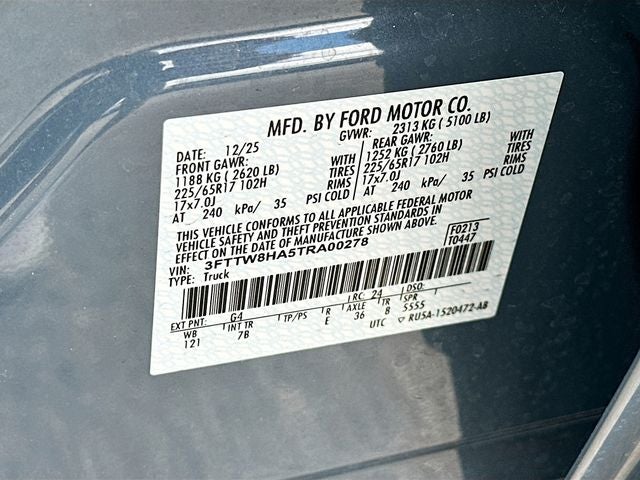 MFD. BY FORD MOTOR CO.
DATE: 12/25 GVWR: 2313 KG ( 5100 LB)
FRONT GAWR: WITH REAR GAWR: WITH
1188 KG ( 2620 LB) TIRES 1252 KG ( 2760 LB) TIRES
225/65R17 102H RIMS 225/65R17 102H RIMS
17x7.0J PSI COLD 17x7.0J PSI COLD
AT 240 kPa/ 35 AT 240 kPa/ 35
THIS VEHICLE CONFORMS TO ALL APPLICABLE FEDERAL MOTOR
VEHICLE SAFETY AND THEFT PREVENTION STANDARDS IN
EFFECT ON THE DATE OF MANUFACTURE SHOWN ABOVE.
VIN: 3FTTW8HA5TRA00278 F0213
TYPE: Truck T0447
EXT PNT: G4 RC: 24 DSO:
WB INT TR TP/PS R AXLE TR SPR
121 7B E 36 8 S555
UTC RU5A-1520472-AB